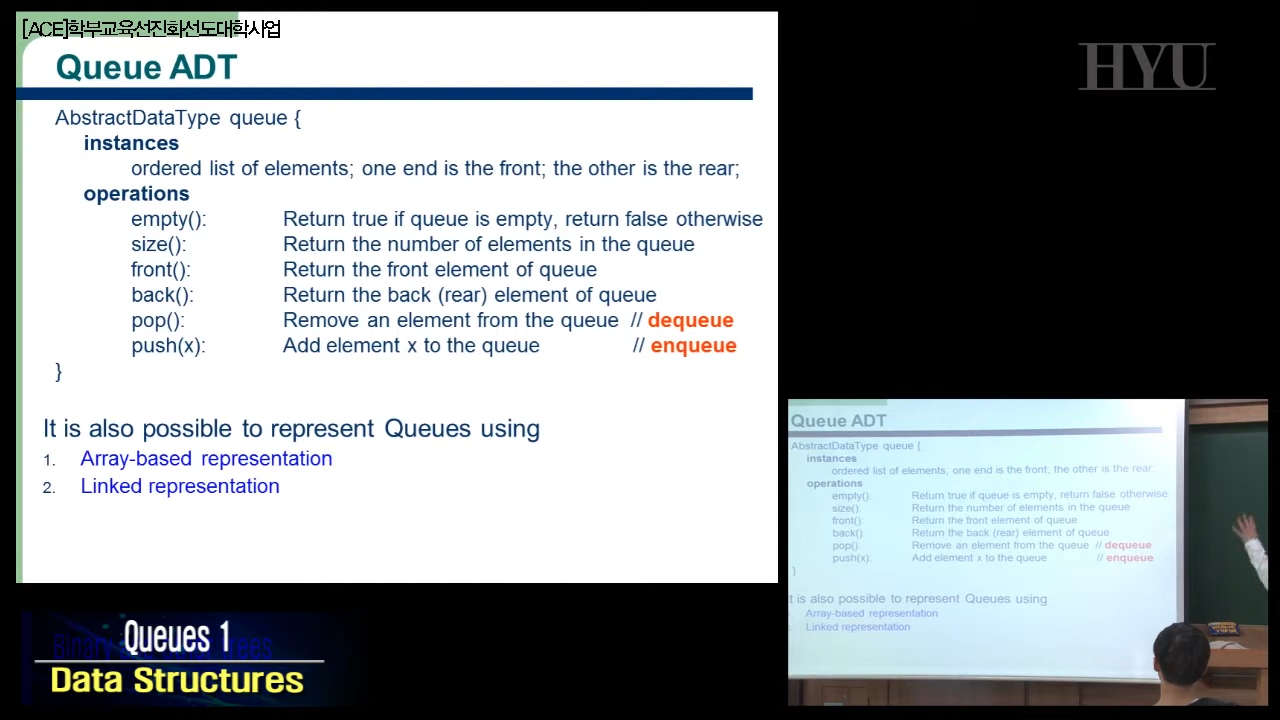 [ACE]학부교육선진화선도대학사업
HYU
Queue ADT
AbstractDataType queue {
instances
ordered list of elements; one end is the front; the other is the rear;
operations
empty(): Return true if queue is empty, return false otherwise
size(): Return the number of elements in the queue
front(): Return the front element of queue
back(): Return the back (rear) element of queue
pop(): Remove an element from the queue // dequeue
push(x): Add element x to the queue // enqueue
}
It is also possible to represent Queues using
1. Array-based representation
2. Linked representation
Queue ADT
AbstractDataType queue {
instances
ordered list of elements; one end is the front; the other is the rear;
operations
empty(): Return true if queue is empty, return false otherwise
size(): Return the number of elements in the queue
front(): Return the front element of queue
back() Return the back (rear) element of queue
pop(): Remove an element from the queue // dequeue
push(x): Add element x to the queue // enqueue
}
It is also possible to represent Queues using
Array-based representation
Linked representation
Queues 1
Data Structures